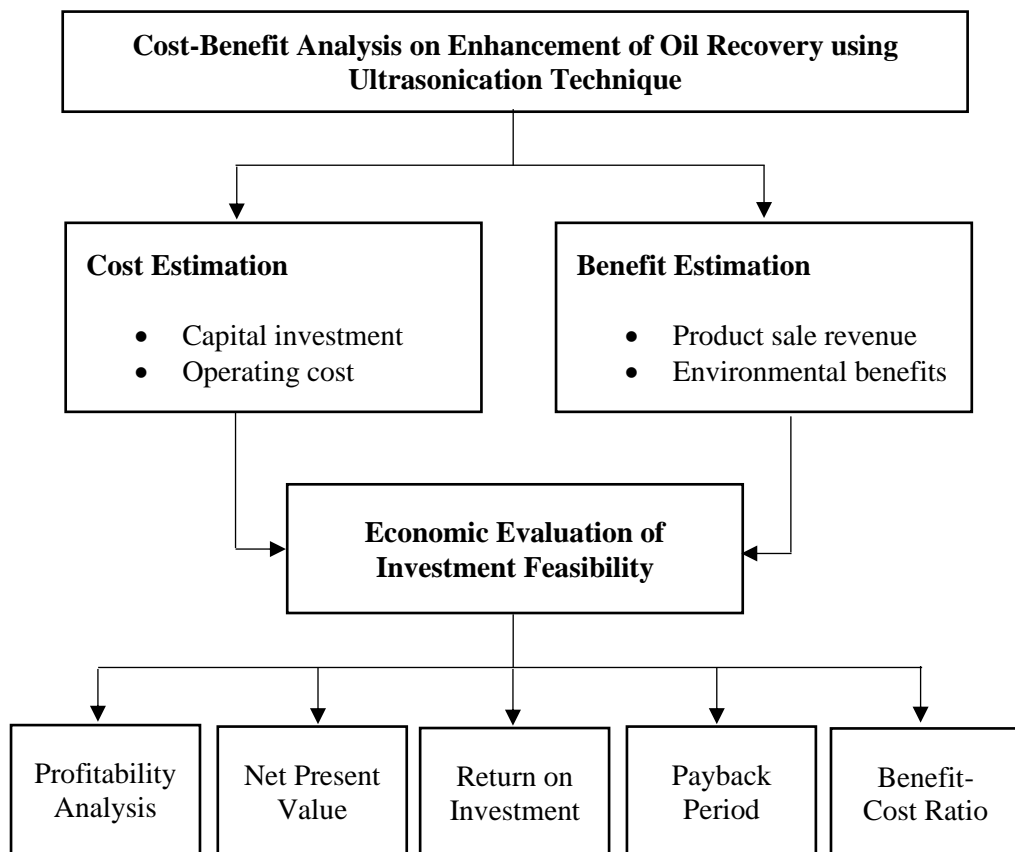 Cost-Benefit Analysis on Enhancement of Oil Recovery using
Ultrasonication Technique
Cost Estimation
• Capital investment
• Operating cost
Benefit Estimation
• Product sale revenue
• Environmental benefits
Economic Evaluation of
Investment Feasibility
Profitability
Analysis
Net Present
Value
Return on
Investment
Payback
Period
Benefit-
Cost Ratio